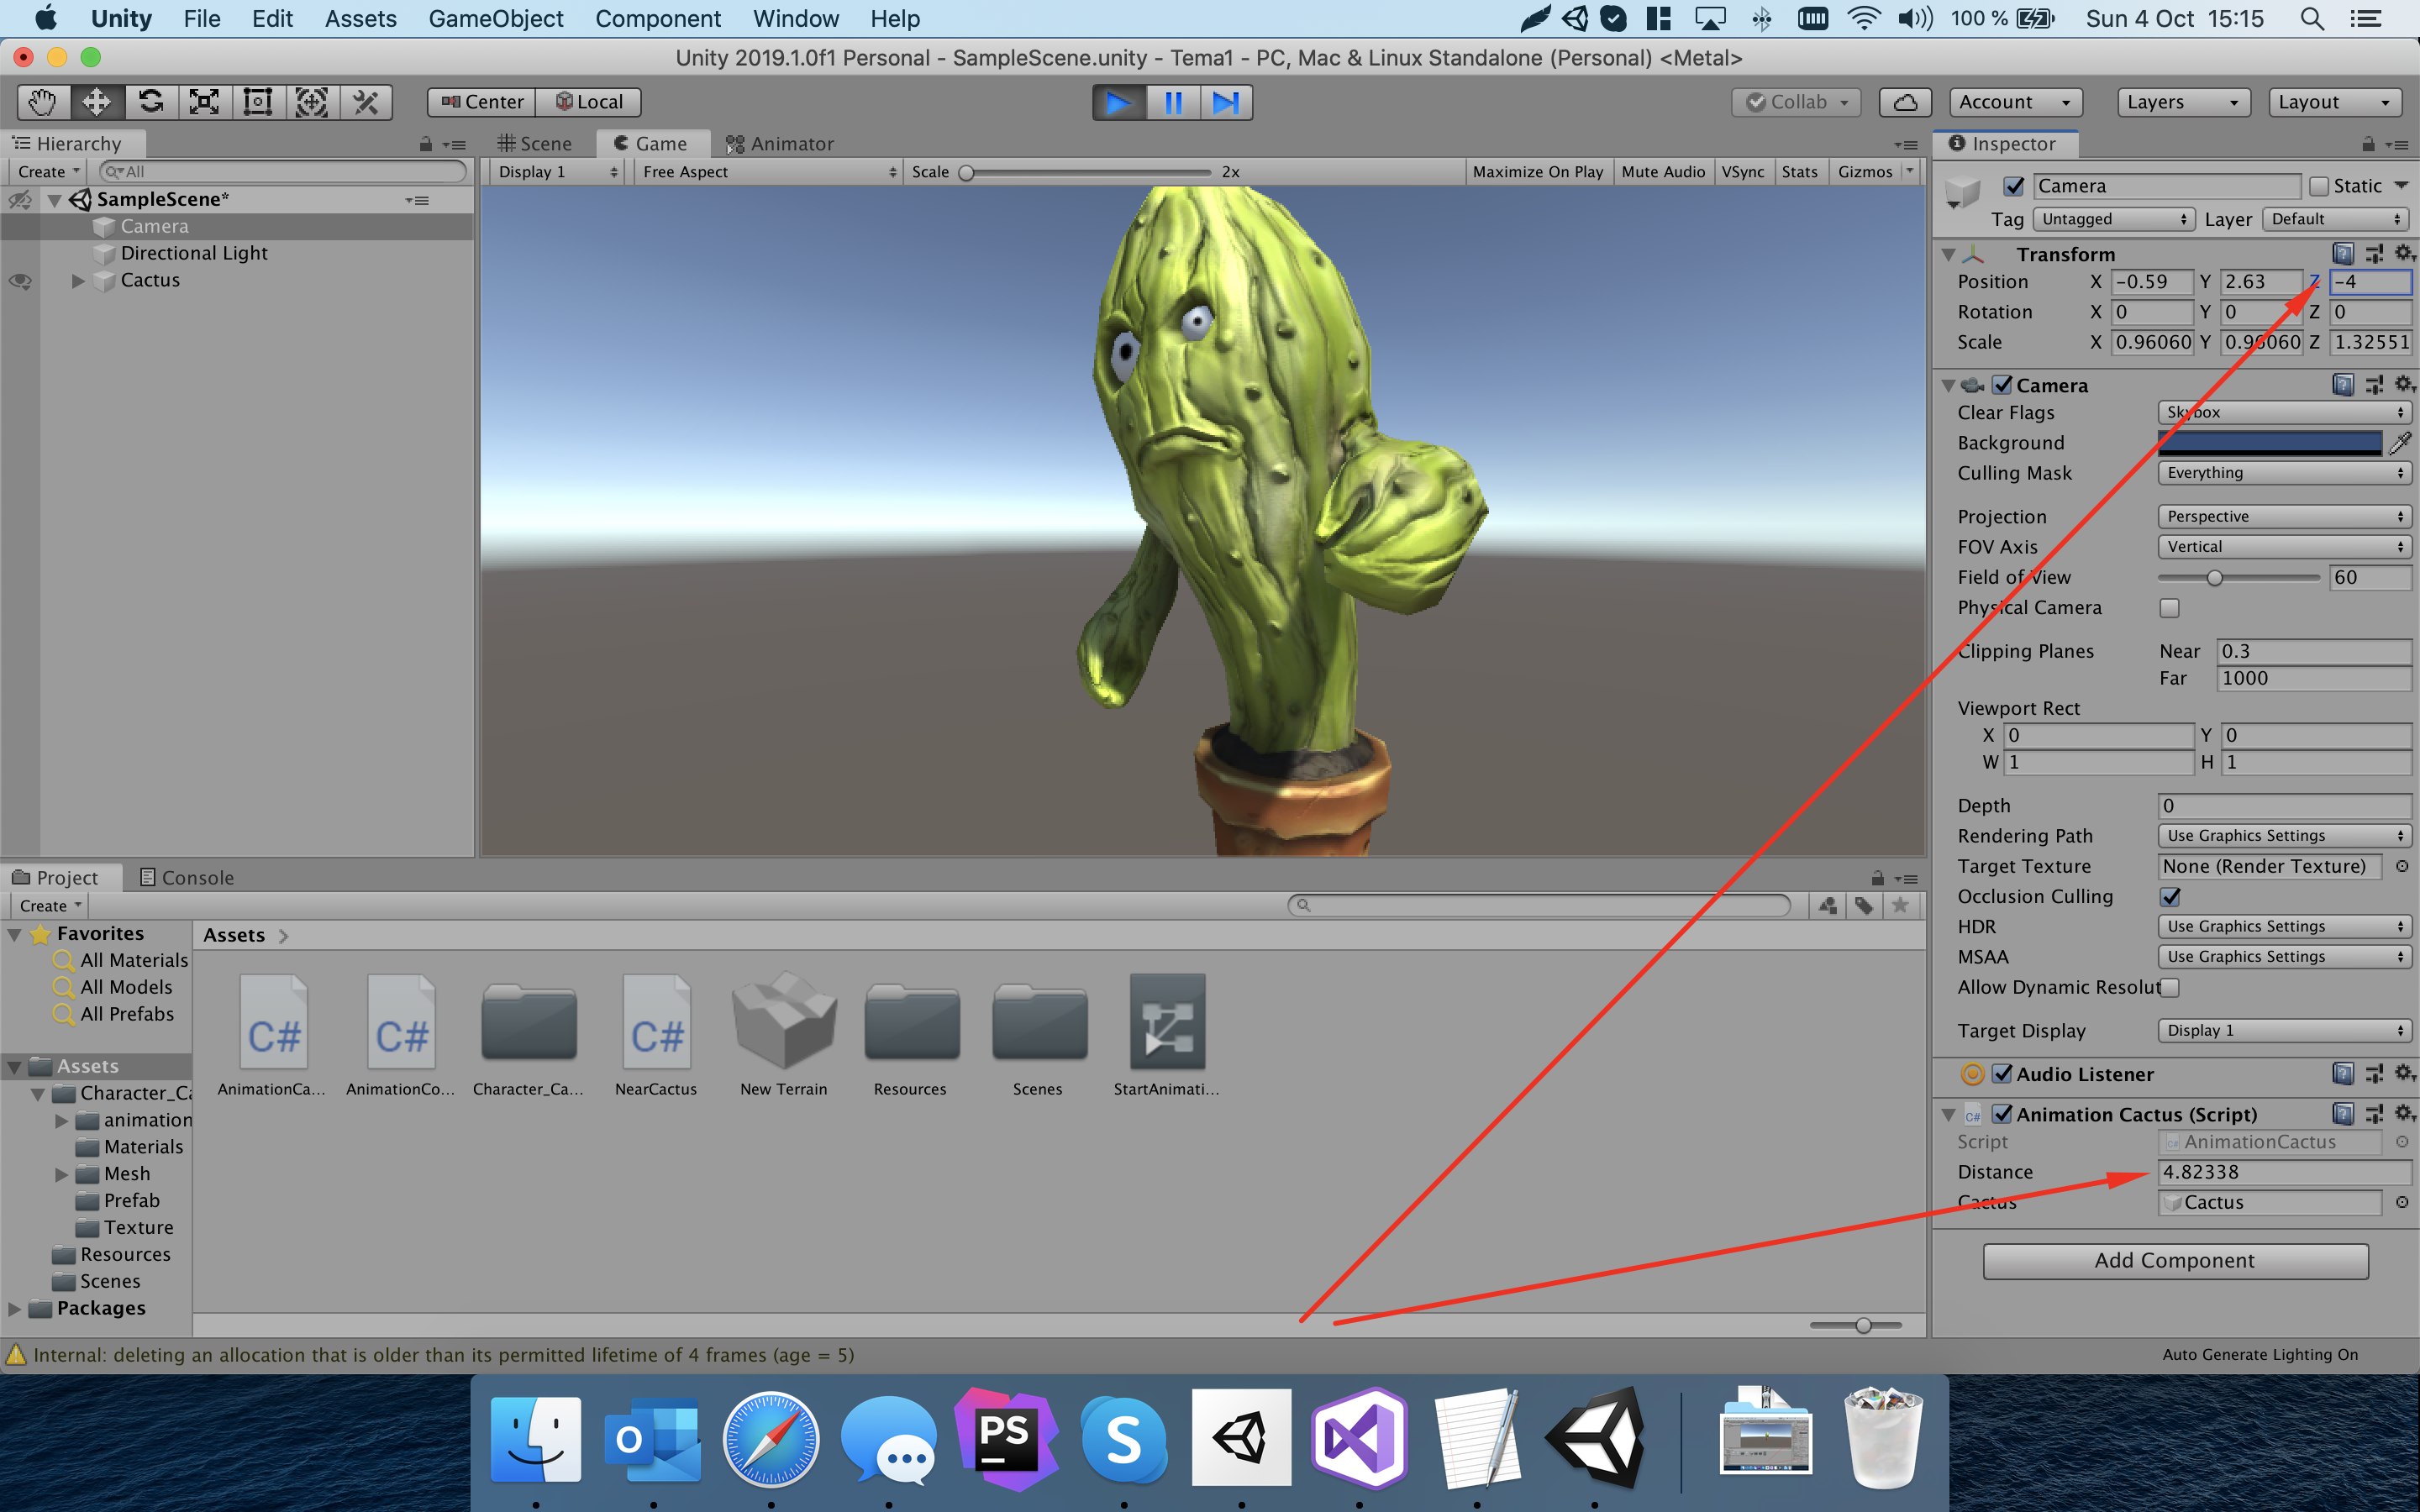 Unity File Edit Assets GameObject Component Window Help 100 % Sun 4 Oct 15:15
Unity 2019.1.0f1 Personal - SampleScene.unity - Tema1 - PC, Mac & Linux Standalone (Personal) <Metal>
Center Local Collab Account Layers Layout
Hierarchy
Create All
SampleScene*
Camera
Directional Light
Cactus
Scene Game Animator
Display 1 Free Aspect Scale 2x Maximize On Play Mute Audio VSync Stats Gizmos
Inspector
Camera Static
Tag Untagged Layer Default
Transform
Position X -0.59 Y 2.63 Z -4
Rotation X 0 Y 0 Z 0
Scale X 0.96060 Y 0.96060 Z 1.32551
Camera
Clear Flags Skybox
Background
Culling Mask Everything
Projection Perspective
FOV Axis Vertical
Field of View 60
Physical Camera
Clipping Planes Near 0.3
Far 1000
Viewport Rect
X 0 Y 0
W 1 H 1
Depth 0
Rendering Path Use Graphics Settings
Target Texture None (Render Texture)
Occlusion Culling
HDR Use Graphics Settings
MSAA Use Graphics Settings
Allow Dynamic Resolut
Target Display Display 1
Audio Listener
C# Animation Cactus (Script)
Script AnimationCactus
Distance 4.82338
Cactus Cactus
Add Component
Project Console
Create
Favorites
All Materials
All Models
All Prefabs
Assets
Character_Ca
animation
Materials
Mesh
Prefab
Texture
Resources
Scenes
Packages
Assets
C# C# C#
AnimationCa... AnimationCo... Character_Ca... NearCactus New Terrain Resources Scenes StartAnimati...
Internal: deleting an allocation that is older than its permitted lifetime of 4 frames (age = 5)
Auto Generate Lighting On
O PS S